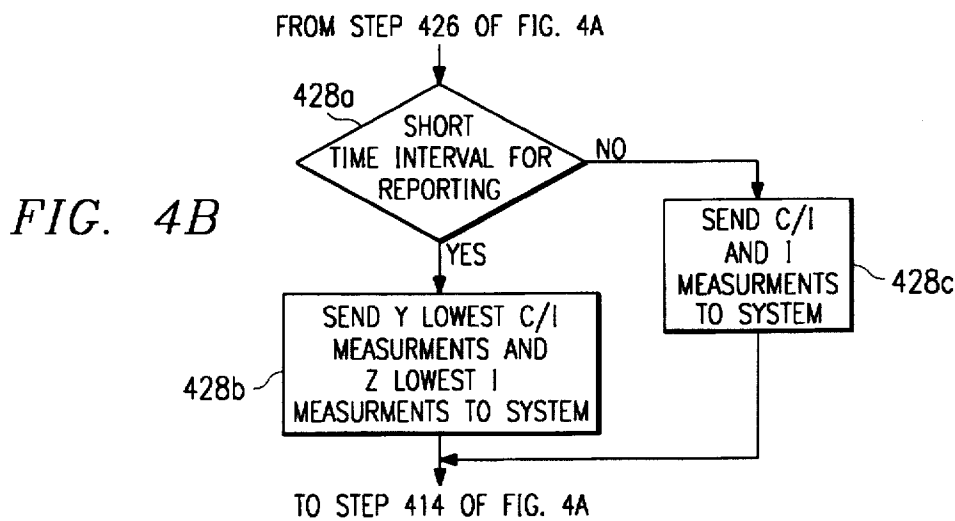 FROM STEP 426 OF FIG. 4A
428a
SHORT
TIME INTERVAL FOR
REPORTING
NO
YES
FIG. 4B
SEND C/I
AND I
MEASURMENTS
TO SYSTEM
428c
SEND Y LOWEST C/I
MEASURMENTS AND
Z LOWEST I
MEASURMENTS TO SYSTEM
428b
TO STEP 414 OF FIG. 4A